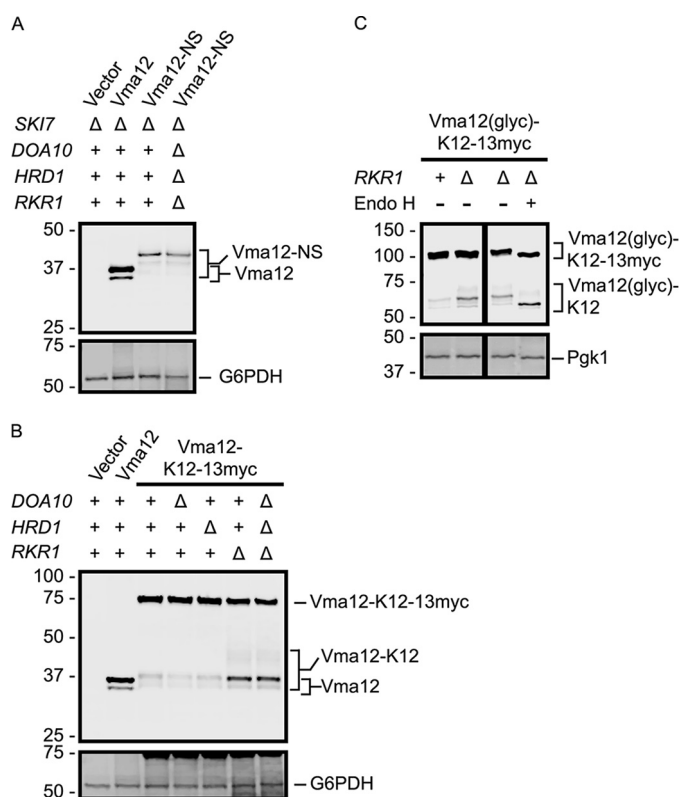 A
Vector
Vma12
Vma12-NS
Vma12-NS
SKI7 Δ Δ Δ Δ
DOA10 + + + Δ
HRD1 + + + Δ
RKR1 + + + Δ
50 -
37 -
25 -
Vma12-NS
Vma12
75 -
50 -
G6PDH
B
Vector
Vma12
Vma12-
K12-13myc
DOA10 + + + Δ + + Δ
HRD1 + + + + Δ + Δ
RKR1 + + + + + Δ Δ
100 -
75 -
50 -
37 -
25 -
Vma12-K12-13myc
Vma12-K12
Vma12
75 -
50 -
G6PDH
C
Vma12(glyc)-
K12-13myc
RKR1 + Δ Δ Δ
Endo H - - - +
150 -
100 -
75 -
50 -
Vma12(glyc)-
K12-13myc
Vma12(glyc)-
K12
50 -
37 -
Pgk1